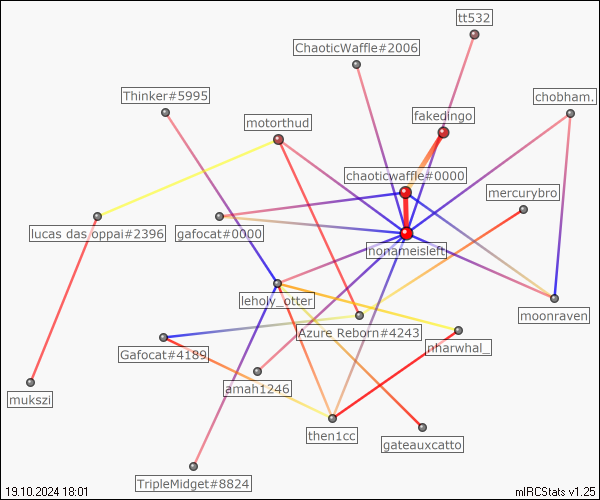 tt532
ChaoticWaffle#2006
Thinker#5995
chobham.
fakedingo
motorthud
chaoticwaffle#0000
mercurybro
lucas das oppai#2396
gafocat#0000
nonameisleft
leholy_otter
moonraven
Azure Reborn#4243
nharwhal_
Gafocat#4189
amah1246
mukszi
then1cc
gateauxcatto
TripleMidget#8824
19.10.2024 18:01
mIRCStats v1.25